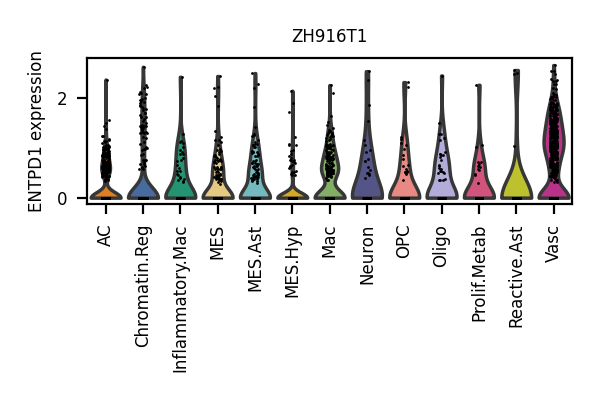 ZH916T1
ENTPD1 expression
2
0
AC
Chromatin.Reg
Inflammatory.Mac
MES
MES.Ast
MES.Hyp
Mac
Neuron
OPC
Oligo
Prolif.Metab
Reactive.Ast
Vasc